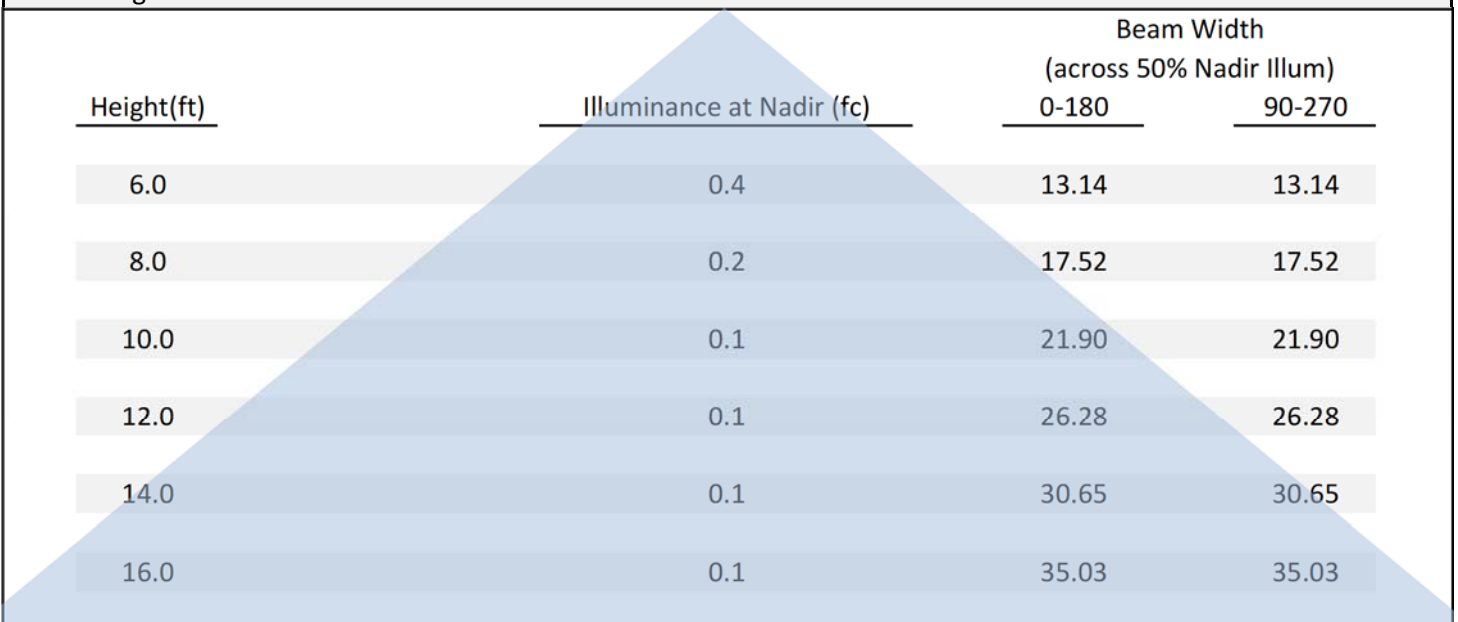 Beam Width
(across 50% Nadir Illum)
Height(ft) Illuminance at Nadir (fc) 0-180 90-270
6.0 0.4 13.14 13.14
8.0 0.2 17.52 17.52
10.0 0.1 21.90 21.90
12.0 0.1 26.28 26.28
14.0 0.1 30.65 30.65
16.0 0.1 35.03 35.03